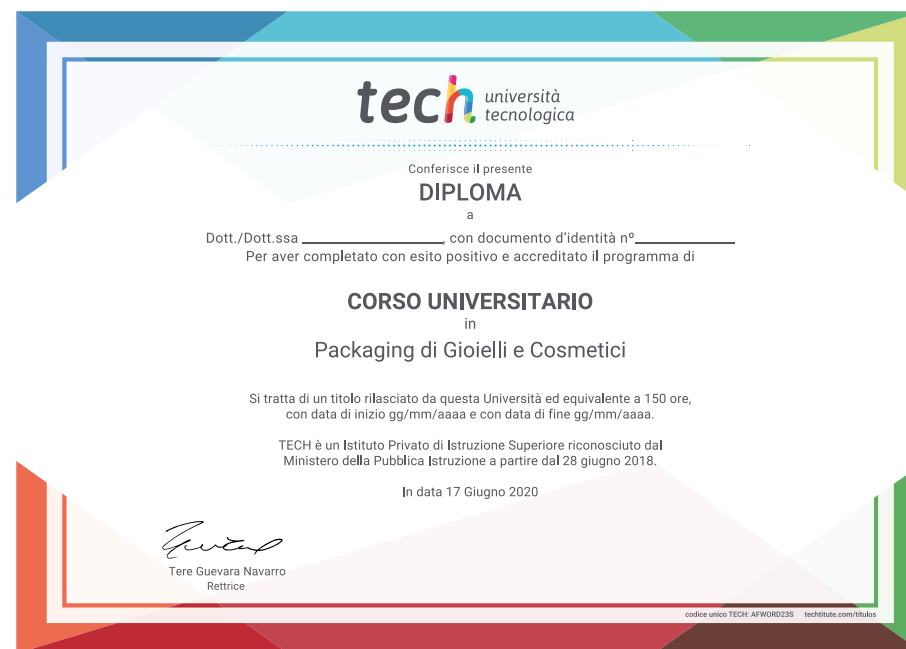 tech università
tecnologica
Conferisce il presente
DIPLOMA
a
Dott./Dott.ssa ____________________, con documento d'identità nº______________
Per aver completato con esito positivo e accreditato il programma di
CORSO UNIVERSITARIO
in
Packaging di Gioielli e Cosmetici
Si tratta di un titolo rilasciato da questa Università ed equivalente a 150 ore,
con data di inizio gg/mm/aaaa e con data di fine gg/mm/aaaa.
TECH è un Istituto Privato di Istruzione Superiore riconosciuto dal
Ministero della Pubblica Istruzione a partire dal 28 giugno 2018.
In data 17 Giugno 2020
Tere Guevara Navarro
Rettrice
codice unico TECH: AFWORD23S techtitute.com/títulos